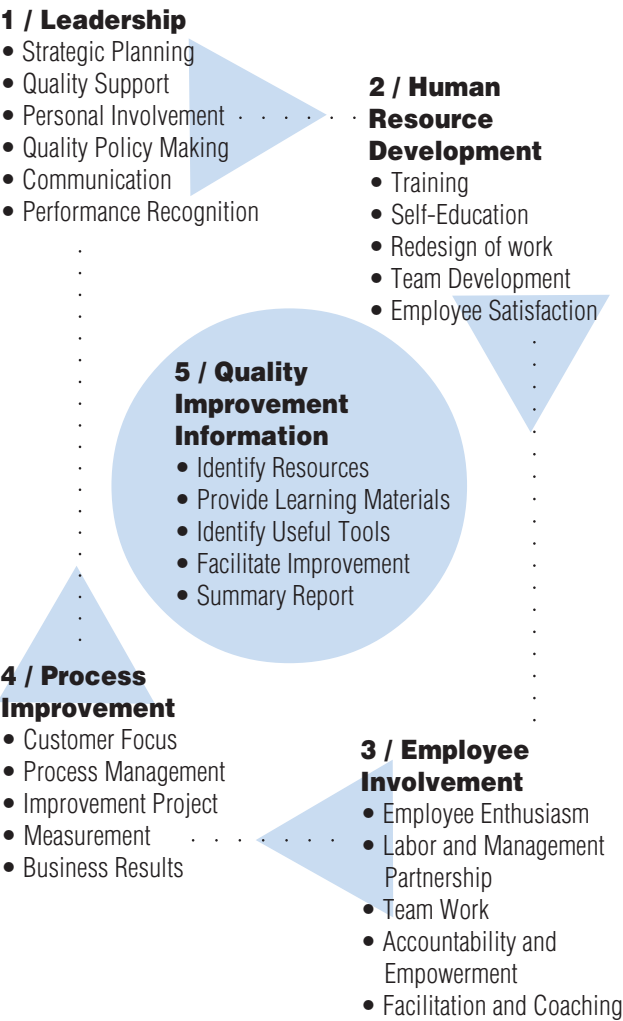 1 / Leadership
• Strategic Planning
• Quality Support
• Personal Involvement
• Quality Policy Making
• Communication
• Performance Recognition
2 / Human
Resource
Development
• Training
• Self-Education
• Redesign of work
• Team Development
• Employee Satisfaction
5 / Quality
Improvement
Information
• Identify Resources
• Provide Learning Materials
• Identify Useful Tools
• Facilitate Improvement
• Summary Report
4 / Process
Improvement
• Customer Focus
• Process Management
• Improvement Project
• Measurement
• Business Results
3 / Employee
Involvement
• Employee Enthusiasm
• Labor and Management
Partnership
• Team Work
• Accountability and
Empowerment
• Facilitation and Coaching